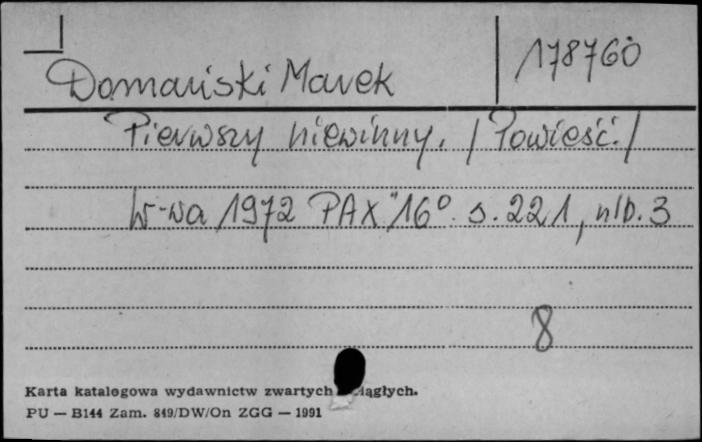 178760
Domański Marek
Pierwszy niewinny. / Powieść. /
W-wa 1972 PAX 16°. s. 221, nlb. 3
8
Karta katalogowa wydawnictw zwartych
PU — B144 Zam. 849/DW/On ZGG — 1991